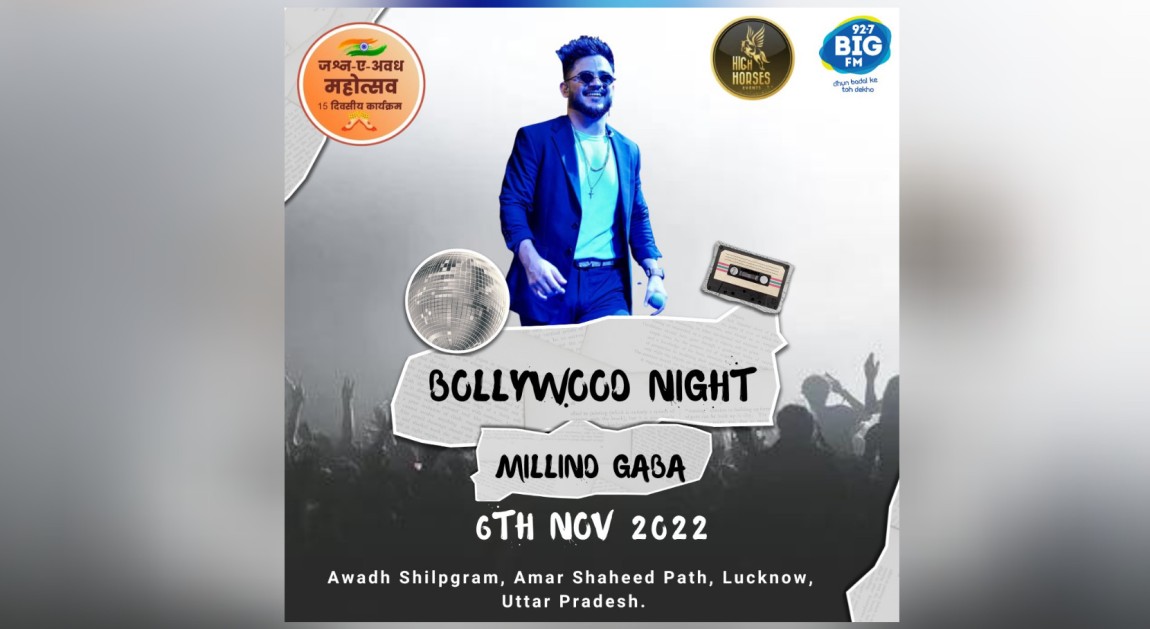 जश्न-ए-अवध
महोत्सव
15 दिवसीय कार्यक्रम
HIGH
HORSES
EVENTS
92.7
BIG
FM
dhun badal ke
toh dekho
BOLLYWOOD NIGHT
MILLIND GABA
6TH NOV 2022
Awadh Shilpgram, Amar Shaheed Path, Lucknow,
Uttar Pradesh.